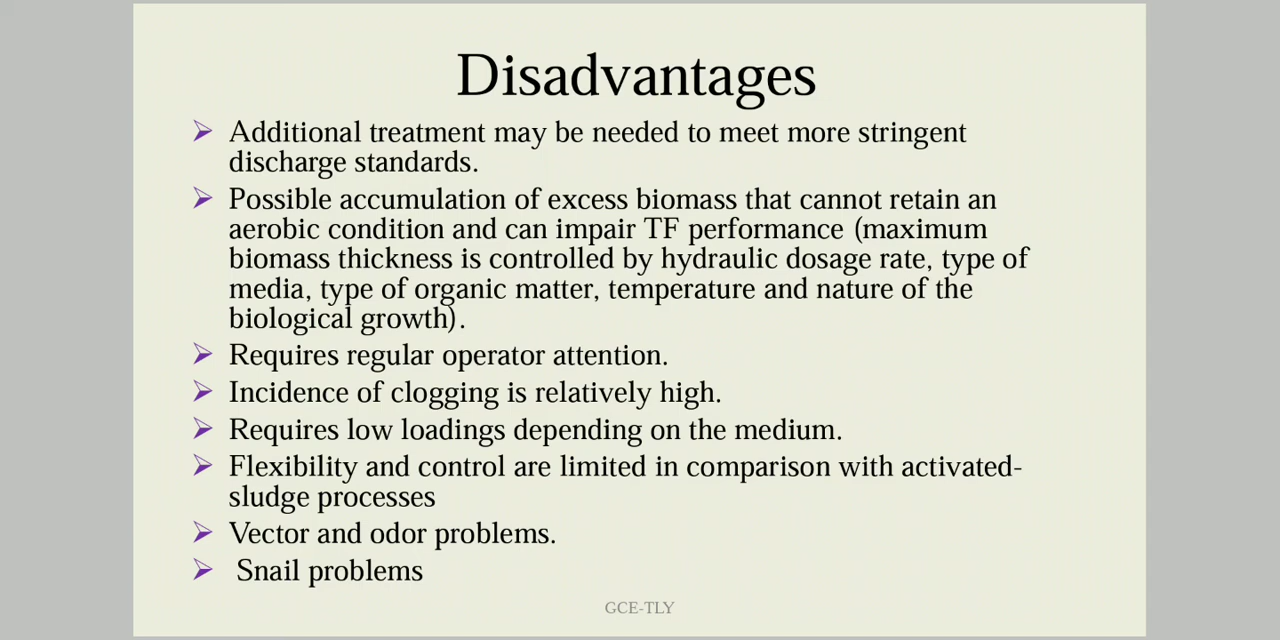 Disadvantages
➢ Additional treatment may be needed to meet more stringent
discharge standards.
➢ Possible accumulation of excess biomass that cannot retain an
aerobic condition and can impair TF performance (maximum
biomass thickness is controlled by hydraulic dosage rate, type of
media, type of organic matter, temperature and nature of the
biological growth).
➢ Requires regular operator attention.
➢ Incidence of clogging is relatively high.
➢ Requires low loadings depending on the medium.
➢ Flexibility and control are limited in comparison with activated-
sludge processes
➢ Vector and odor problems.
➢ Snail problems
GCE-TLY